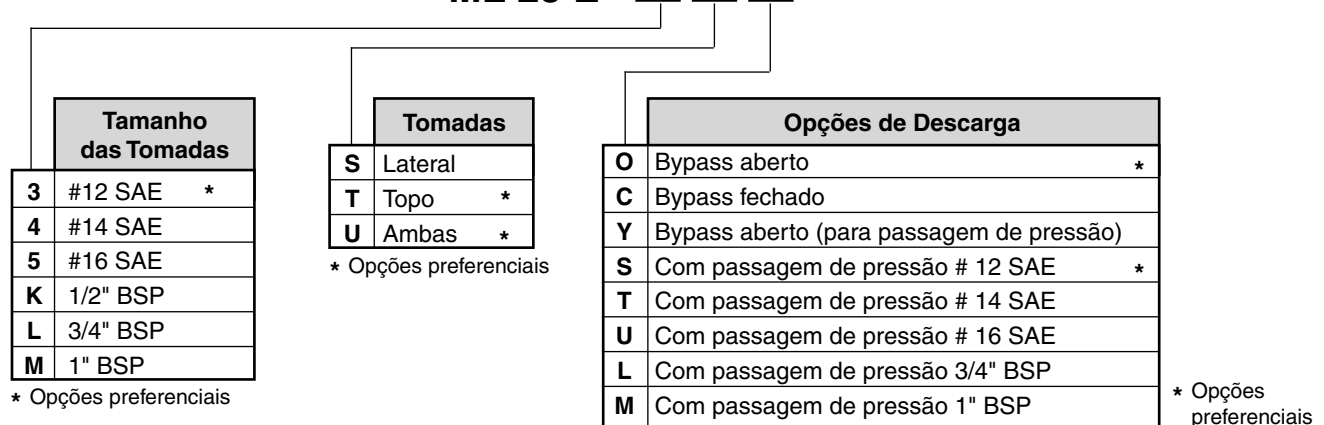 Tamanho
das Tomadas
3 #12 SAE *
4 #14 SAE
5 #16 SAE
K 1/2" BSP
L 3/4" BSP
M 1" BSP
* Opções preferenciais
Tomadas
S Lateral
T Topo *
U Ambas *
* Opções preferenciais
Opções de Descarga
O Bypass aberto *
C Bypass fechado
Y Bypass aberto (para passagem de pressão)
S Com passagem de pressão # 12 SAE *
T Com passagem de pressão # 14 SAE
U Com passagem de pressão # 16 SAE
L Com passagem de pressão 3/4" BSP
M Com passagem de pressão 1" BSP
* Opções
preferenciais